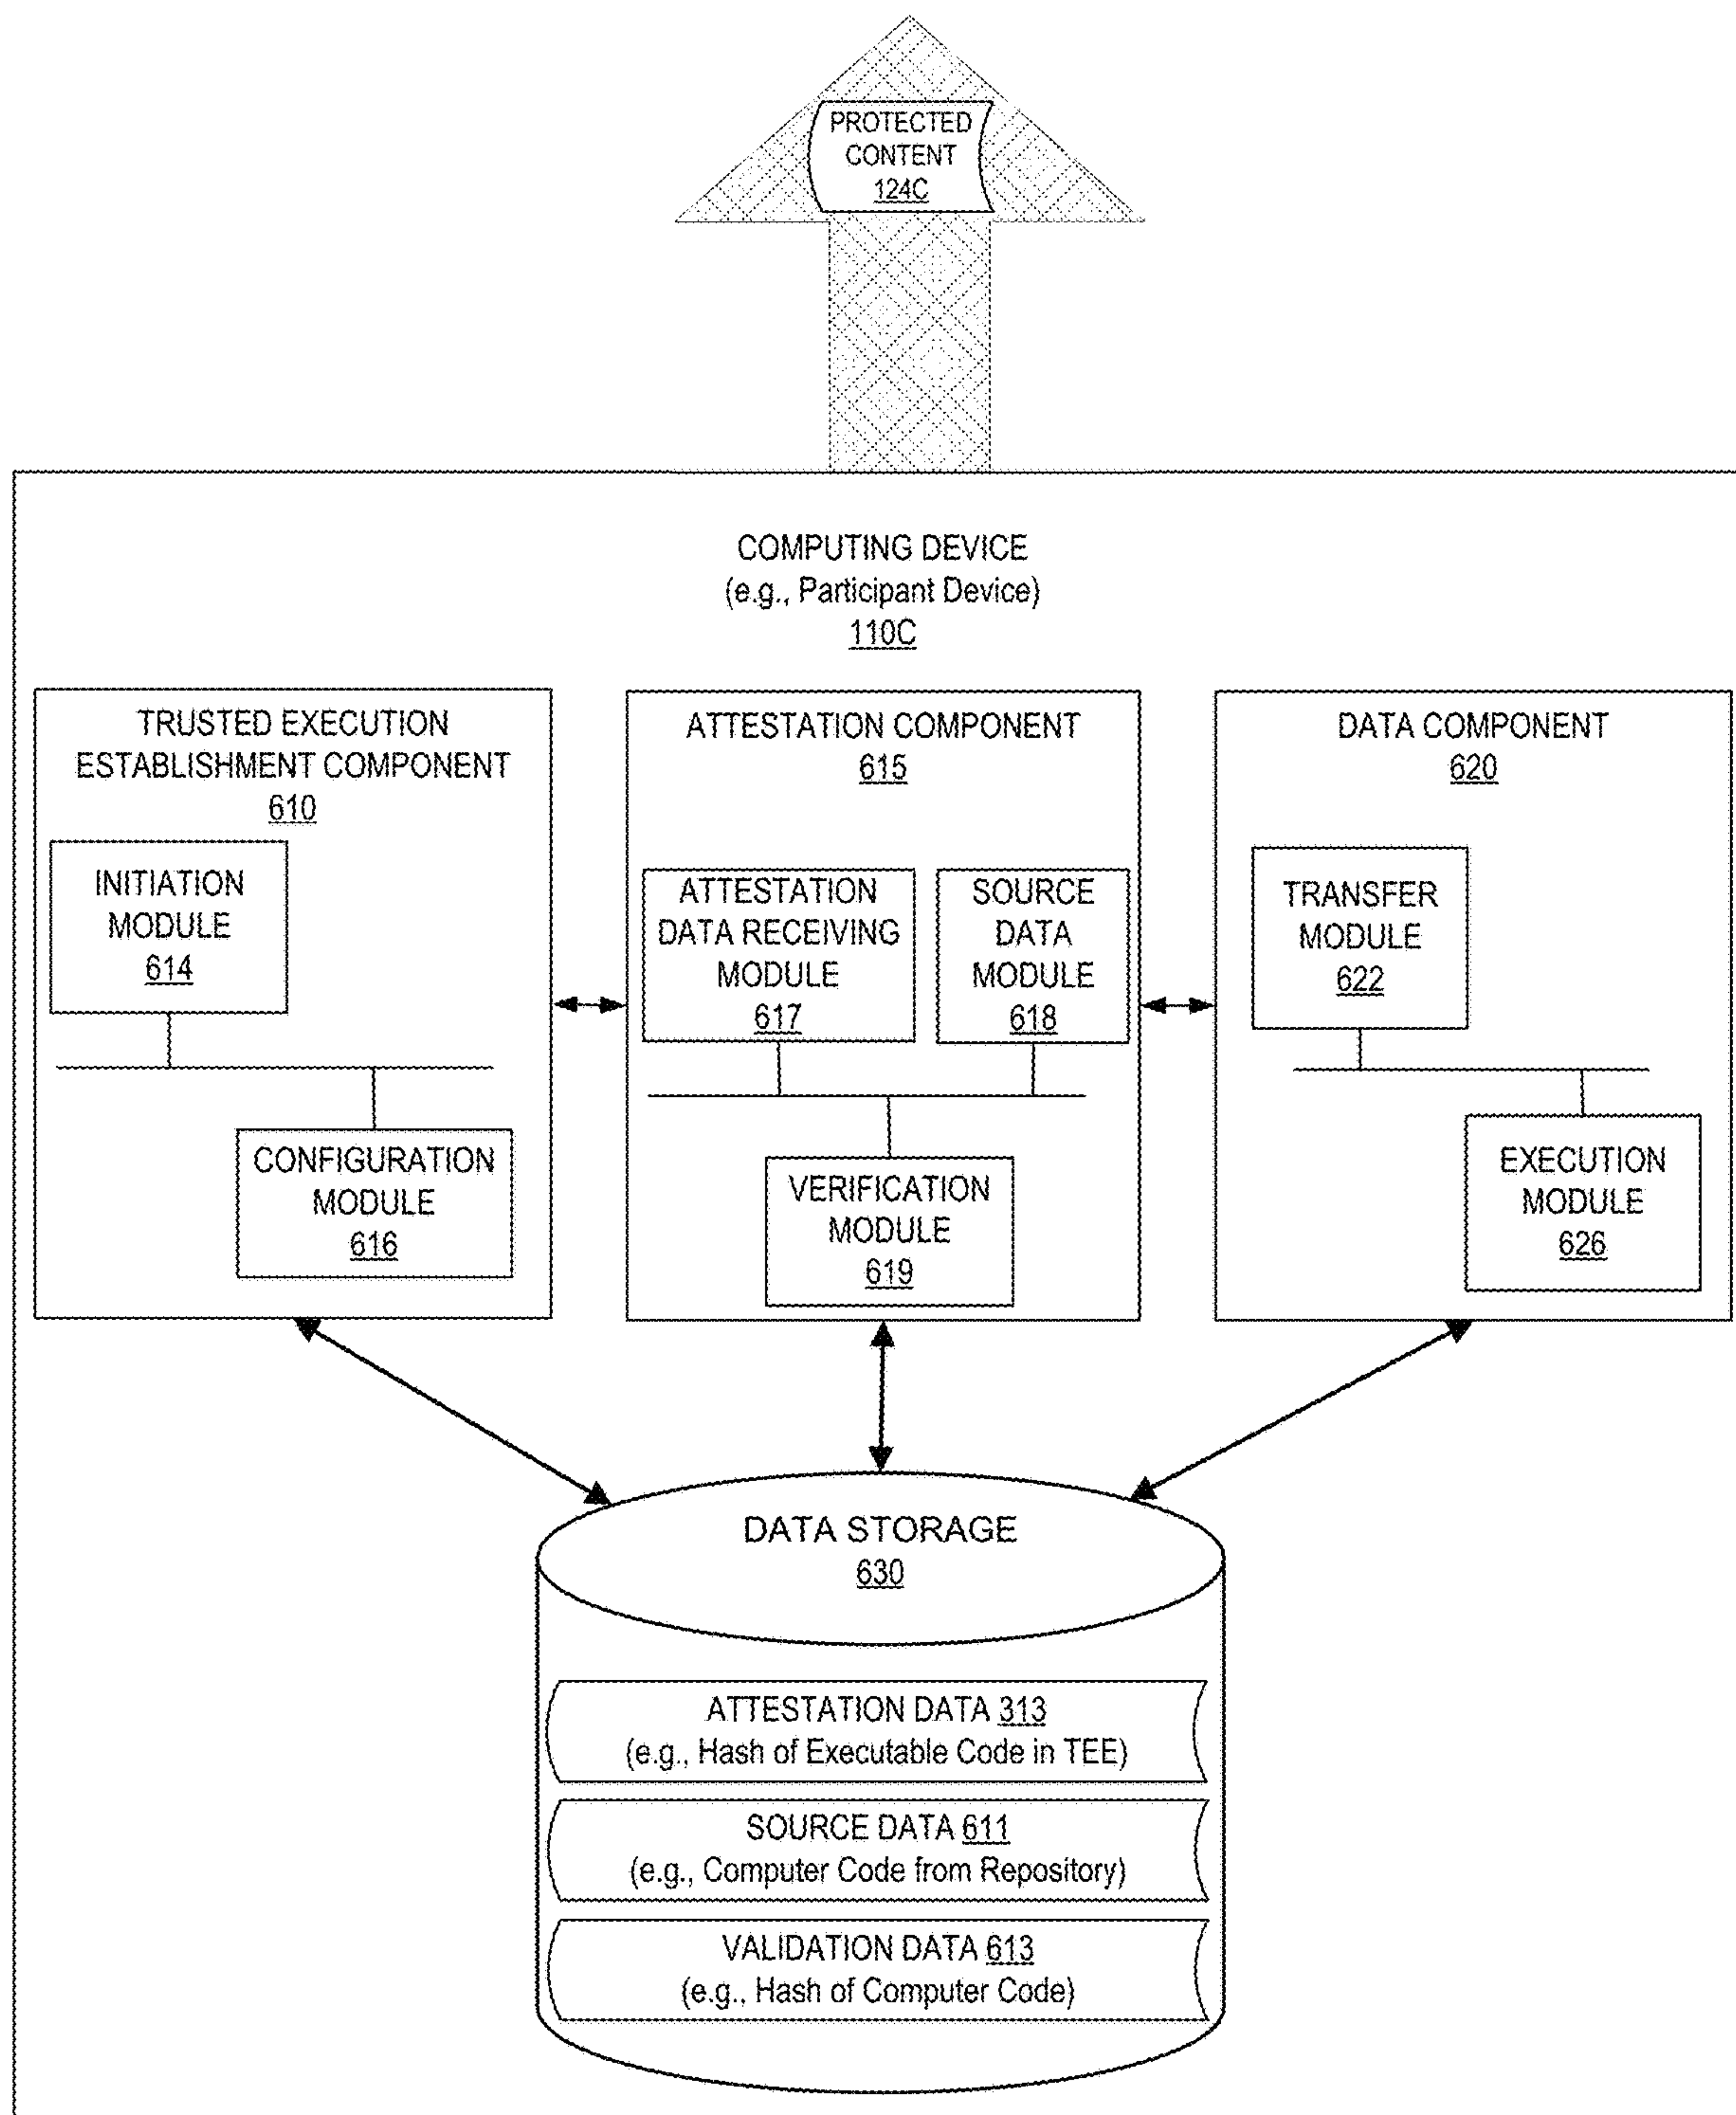 PROTECTED
CONTENT
124C
COMPUTING DEVICE
(e.g., Participant Device)
110C
TRUSTED EXECUTION
ESTABLISHMENT COMPONENT
610
INITIATION
MODULE
614
CONFIGURATION
MODULE
616
ATTESTATION COMPONENT
615
ATTESTATION
DATA RECEIVING
MODULE
617
SOURCE
DATA
MODULE
618
VERIFICATION
MODULE
619
DATA COMPONENT
620
TRANSFER
MODULE
622
EXECUTION
MODULE
626
DATA STORAGE
630
ATTESTATION DATA 313
(e.g., Hash of Executable Code in TEE)
SOURCE DATA 611
(e.g., Computer Code from Repository)
VALIDATION DATA 613
(e.g., Hash of Computer Code)